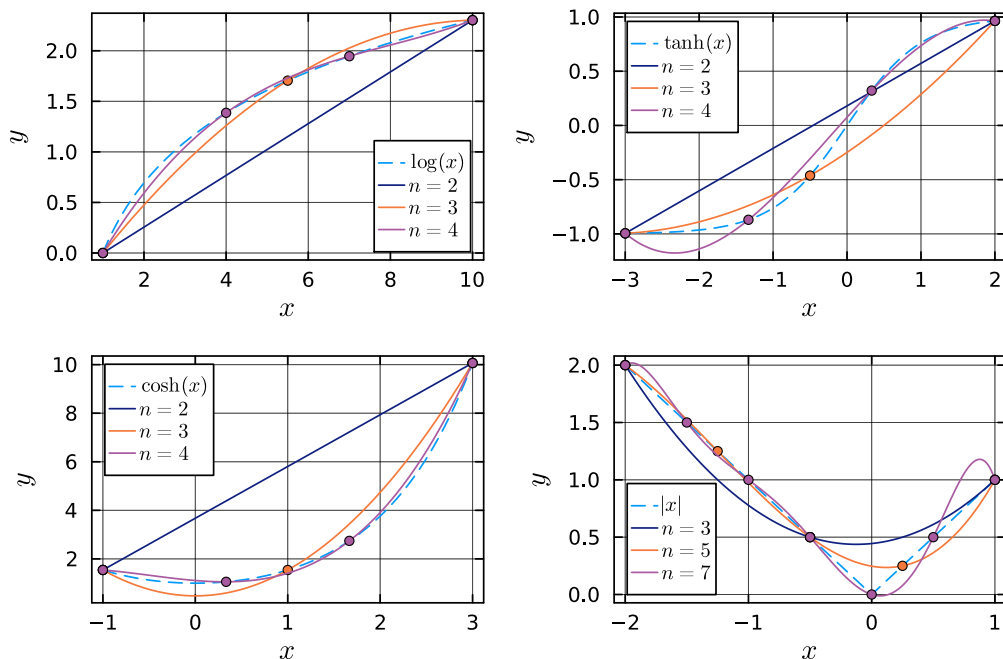 y
2.0
1.5
1.0
0.5
0.0
log(x)
n = 2
n = 3
n = 4
2 4 6 8 10
x
y
1.0
0.5
0.0
−0.5
−1.0
tanh(x)
n = 2
n = 3
n = 4
−3 −2 −1 0 1 2
x
y
10
8
6
4
2
cosh(x)
n = 2
n = 3
n = 4
−1 0 1 2 3
x
y
2.0
1.5
1.0
0.5
0.0
|x|
n = 3
n = 5
n = 7
−2 −1 0 1
x